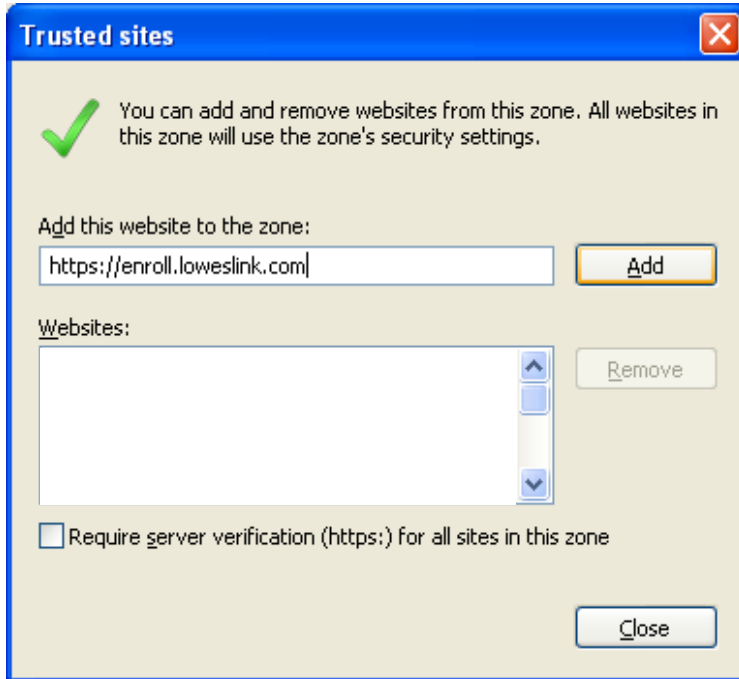 Trusted sites
You can add and remove websites from this zone. All websites in
this zone will use the zone's security settings.
Add this website to the zone:
https://enroll.loweslink.com
Add
Websites:
Remove
Require server verification (https:) for all sites in this zone
Close